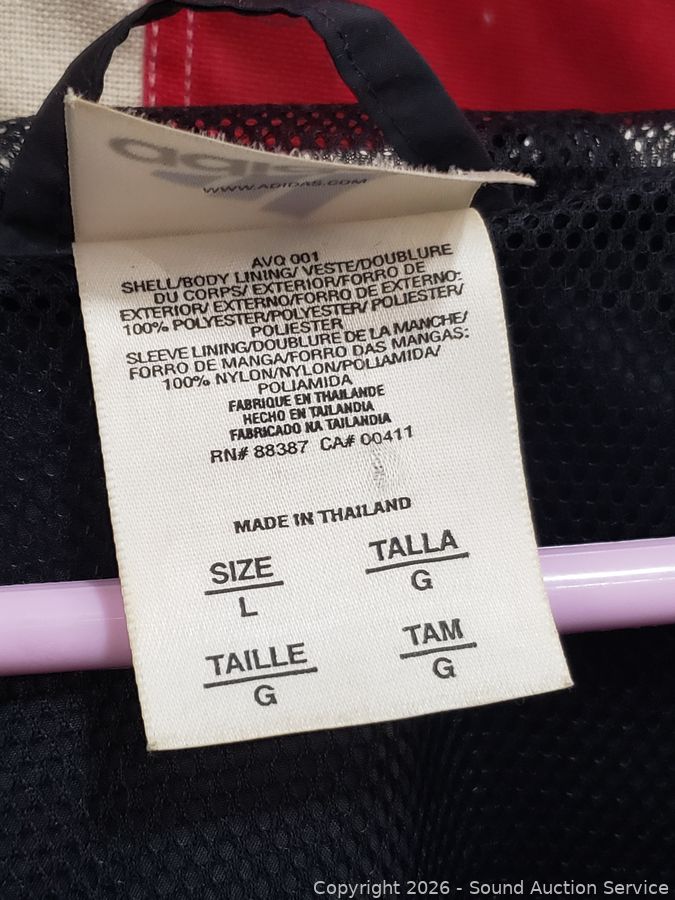 adidas
WWW.ADIDAS.COM
AVQ 001
SHELL/BODY LINING/ VESTE/DOUBLURE
DU CORPS/ EXTERIOR/FORRO DE
EXTERIOR/ EXTERNO/FORRO DE EXTERNO:
100% POLYESTER/POLYESTER/ POLIESTER/
POLIESTER
SLEEVE LINING/DOUBLURE DE LA MANCHE/
FORRO DE MANGA/FORRO DAS MANGAS:
100% NYLON/NYLON/POLIAMIDA/
POLIAMIDA
FABRIQUE EN THAILANDE
HECHO EN TAILANDIA
FABRICADO NA TAILANDIA
RN# 88387 CA# 00411
MADE IN THAILAND
SIZE TALLA
L G
TAILLE TAM
G G
Copyright 2026 - Sound Auction Service